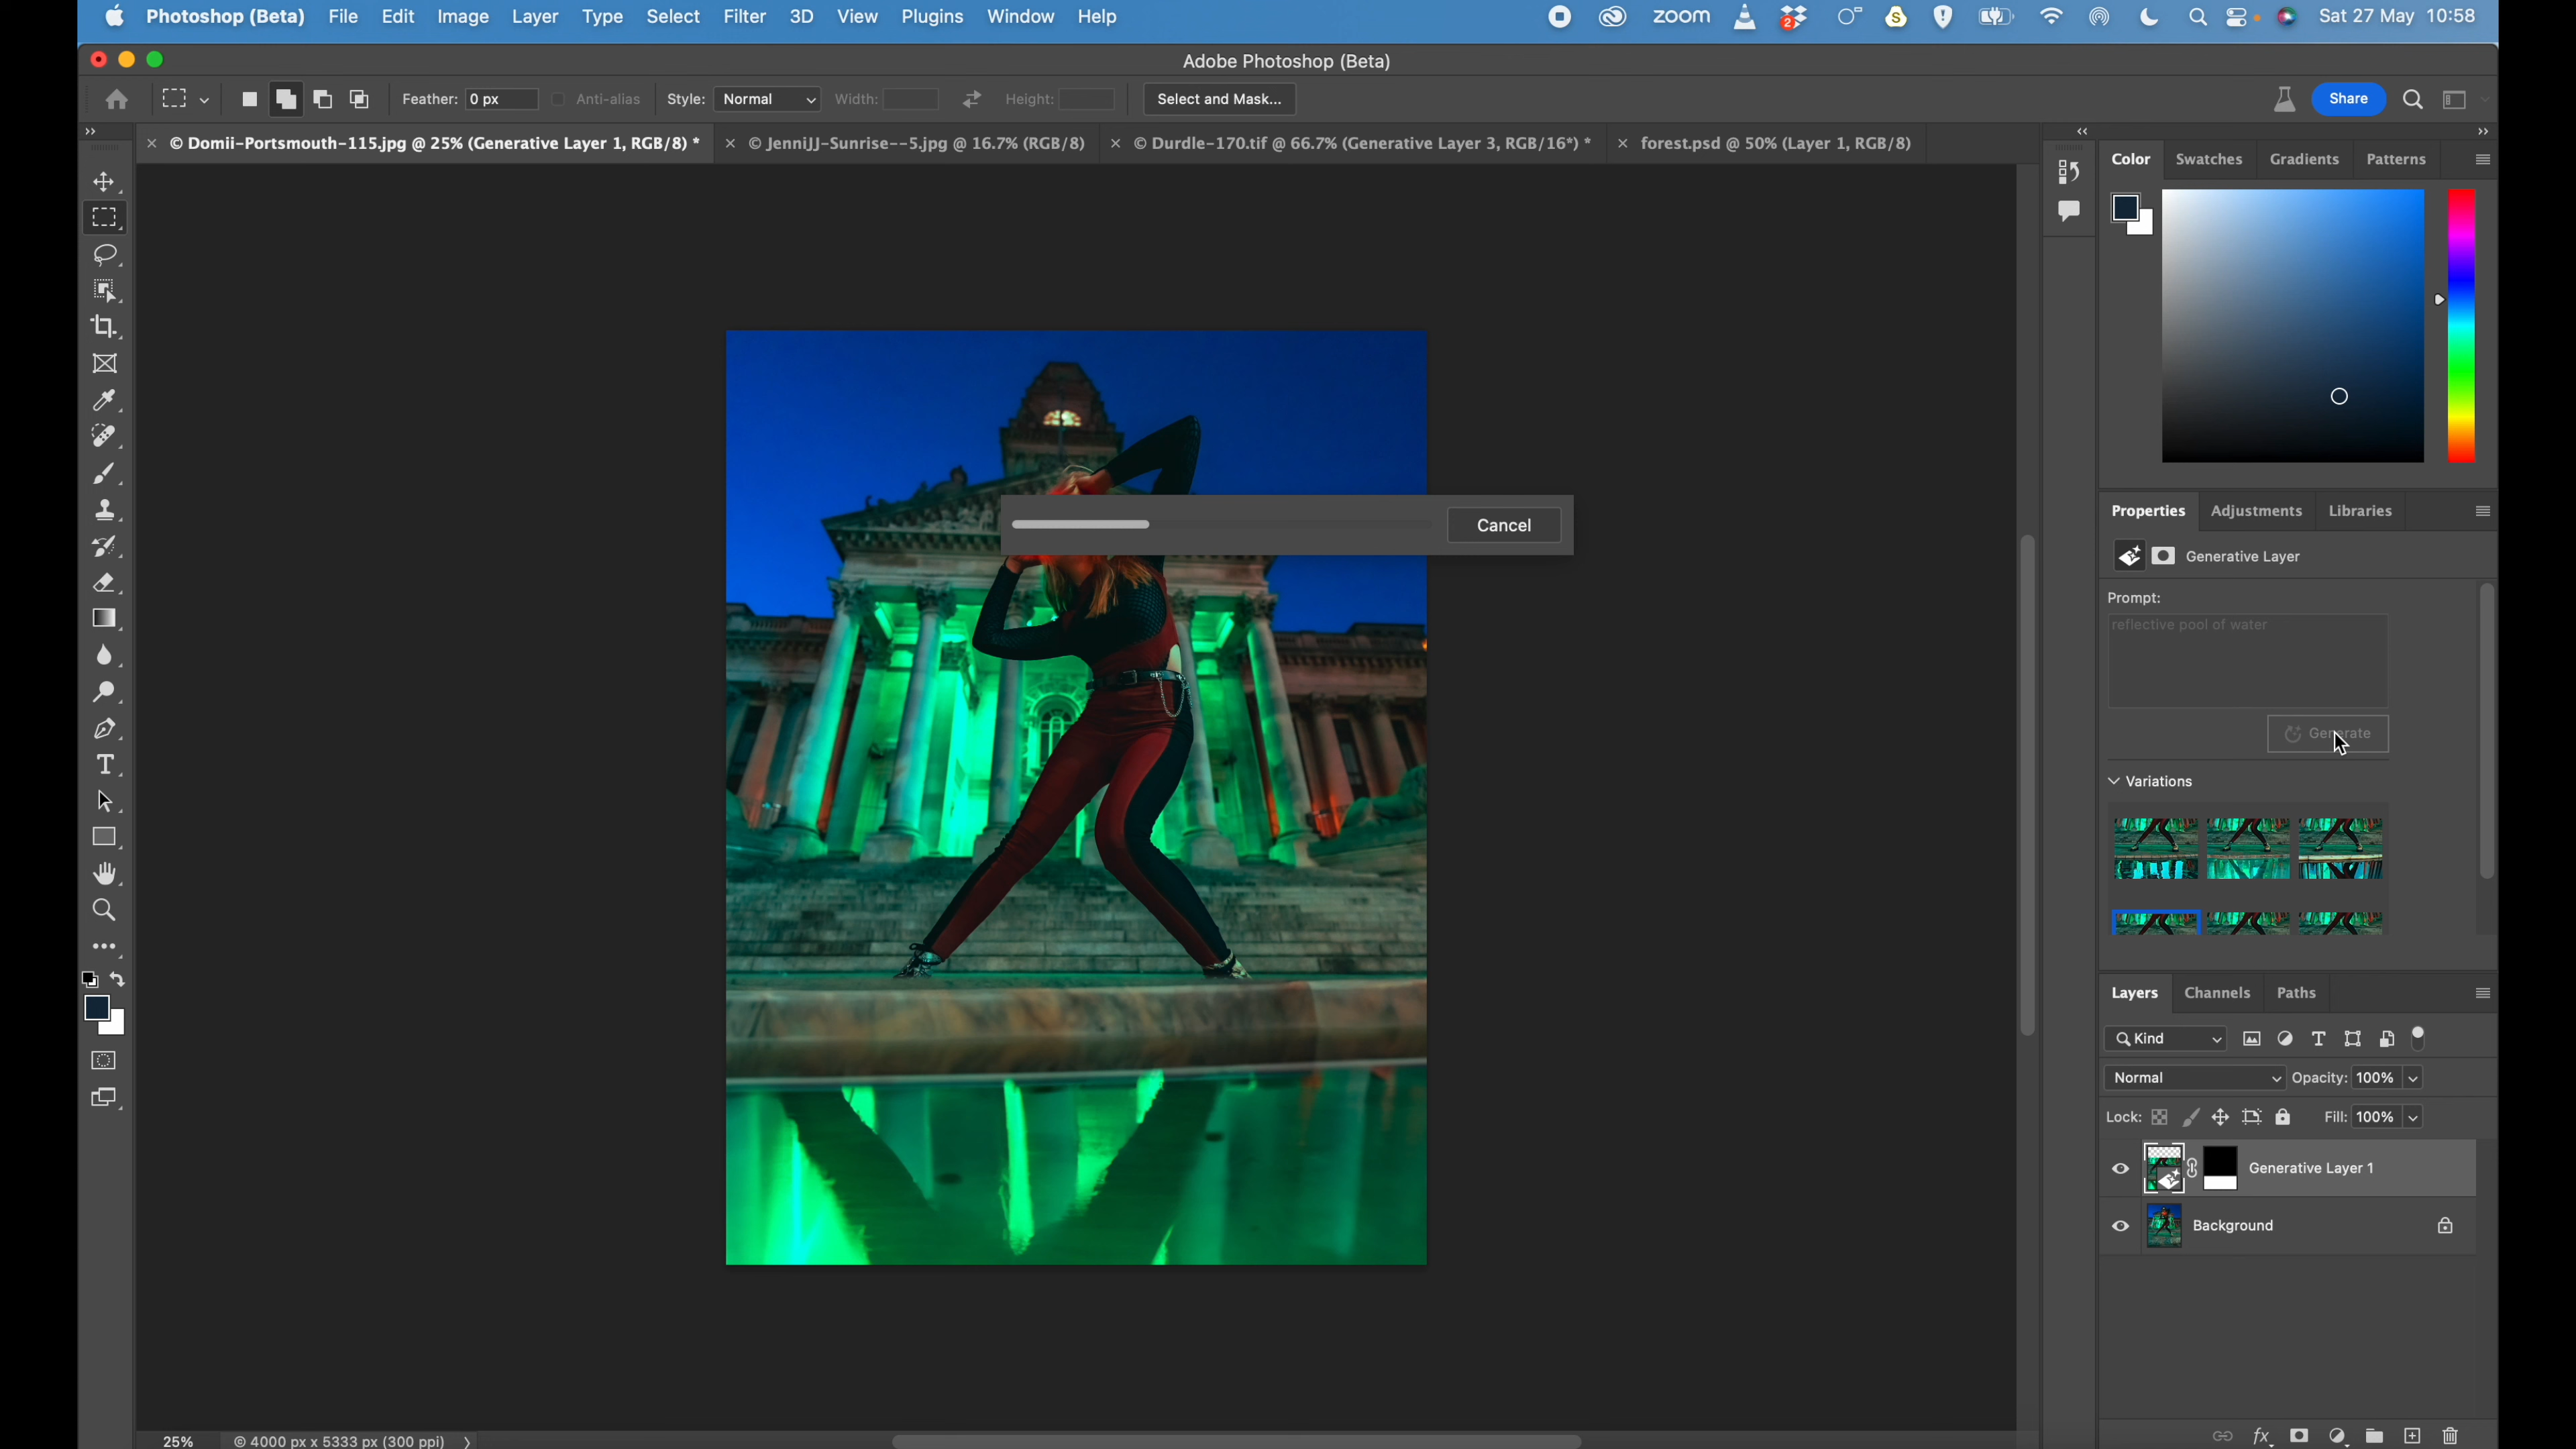 Photoshop (Beta) File Edit Image Layer Type Select Filter 3D View Plugins Window Help zoom 2 S Sat 27 May 10:58
Adobe Photoshop (Beta)
Feather: 0 px Anti-alias Style: Normal Width: Height: Select and Mask... Share
© Domii-Portsmouth-115.jpg @ 25% (Generative Layer 1, RGB/8) * © JenniJJ-Sunrise--5.jpg @ 16.7% (RGB/8) © Durdle-170.tif @ 66.7% (Generative Layer 3, RGB/16*) * forest.psd @ 50% (Layer 1, RGB/8)
Color Swatches Gradients Patterns
Cancel
Properties Adjustments Libraries
Generative Layer
Prompt:
reflective pool of water
Generate
Variations
Layers Channels Paths
Kind
Normal Opacity: 100%
Lock: Fill: 100%
Generative Layer 1
Background
25% © 4000 px x 5333 px (300 ppi)
fx